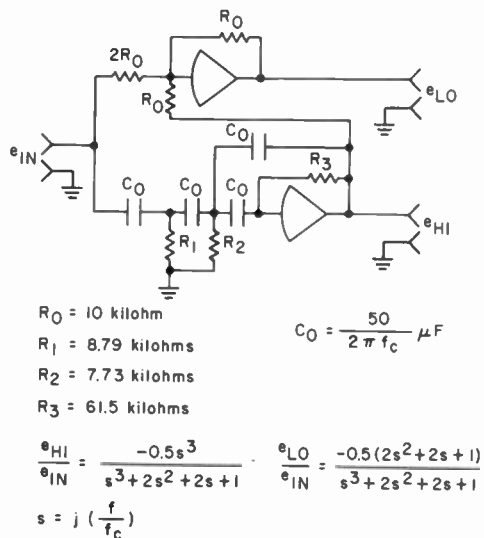 R0
2R0
R0
eLO
C0
eIN
R3
C0
C0
C0
eHI
R1
R2
R0 = 10 kilohm
C0 = 50 / 2πfc μF
R1 = 8.79 kilohms
R2 = 7.73 kilohms
R3 = 61.5 kilohms
eHI/eIN = -0.5s³ / s³+2s²+2s+1
eLO/eIN = -0.5(2s²+2s+1) / s³+2s²+2s+1
s = j (f/fc)